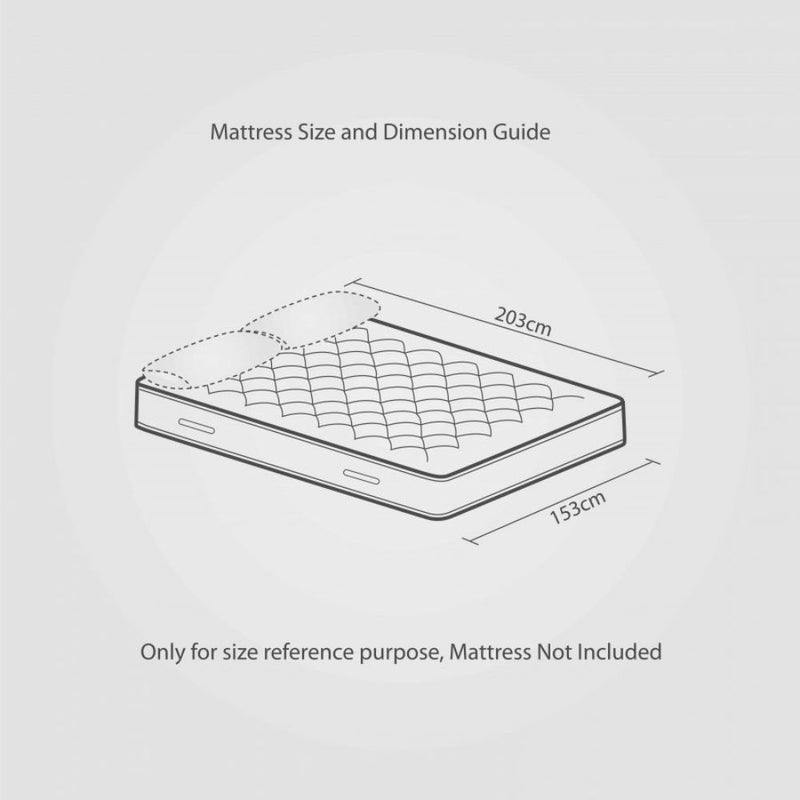 Mattress Size and Dimension Guide
203cm
153cm
Only for size reference purpose, Mattress Not Included